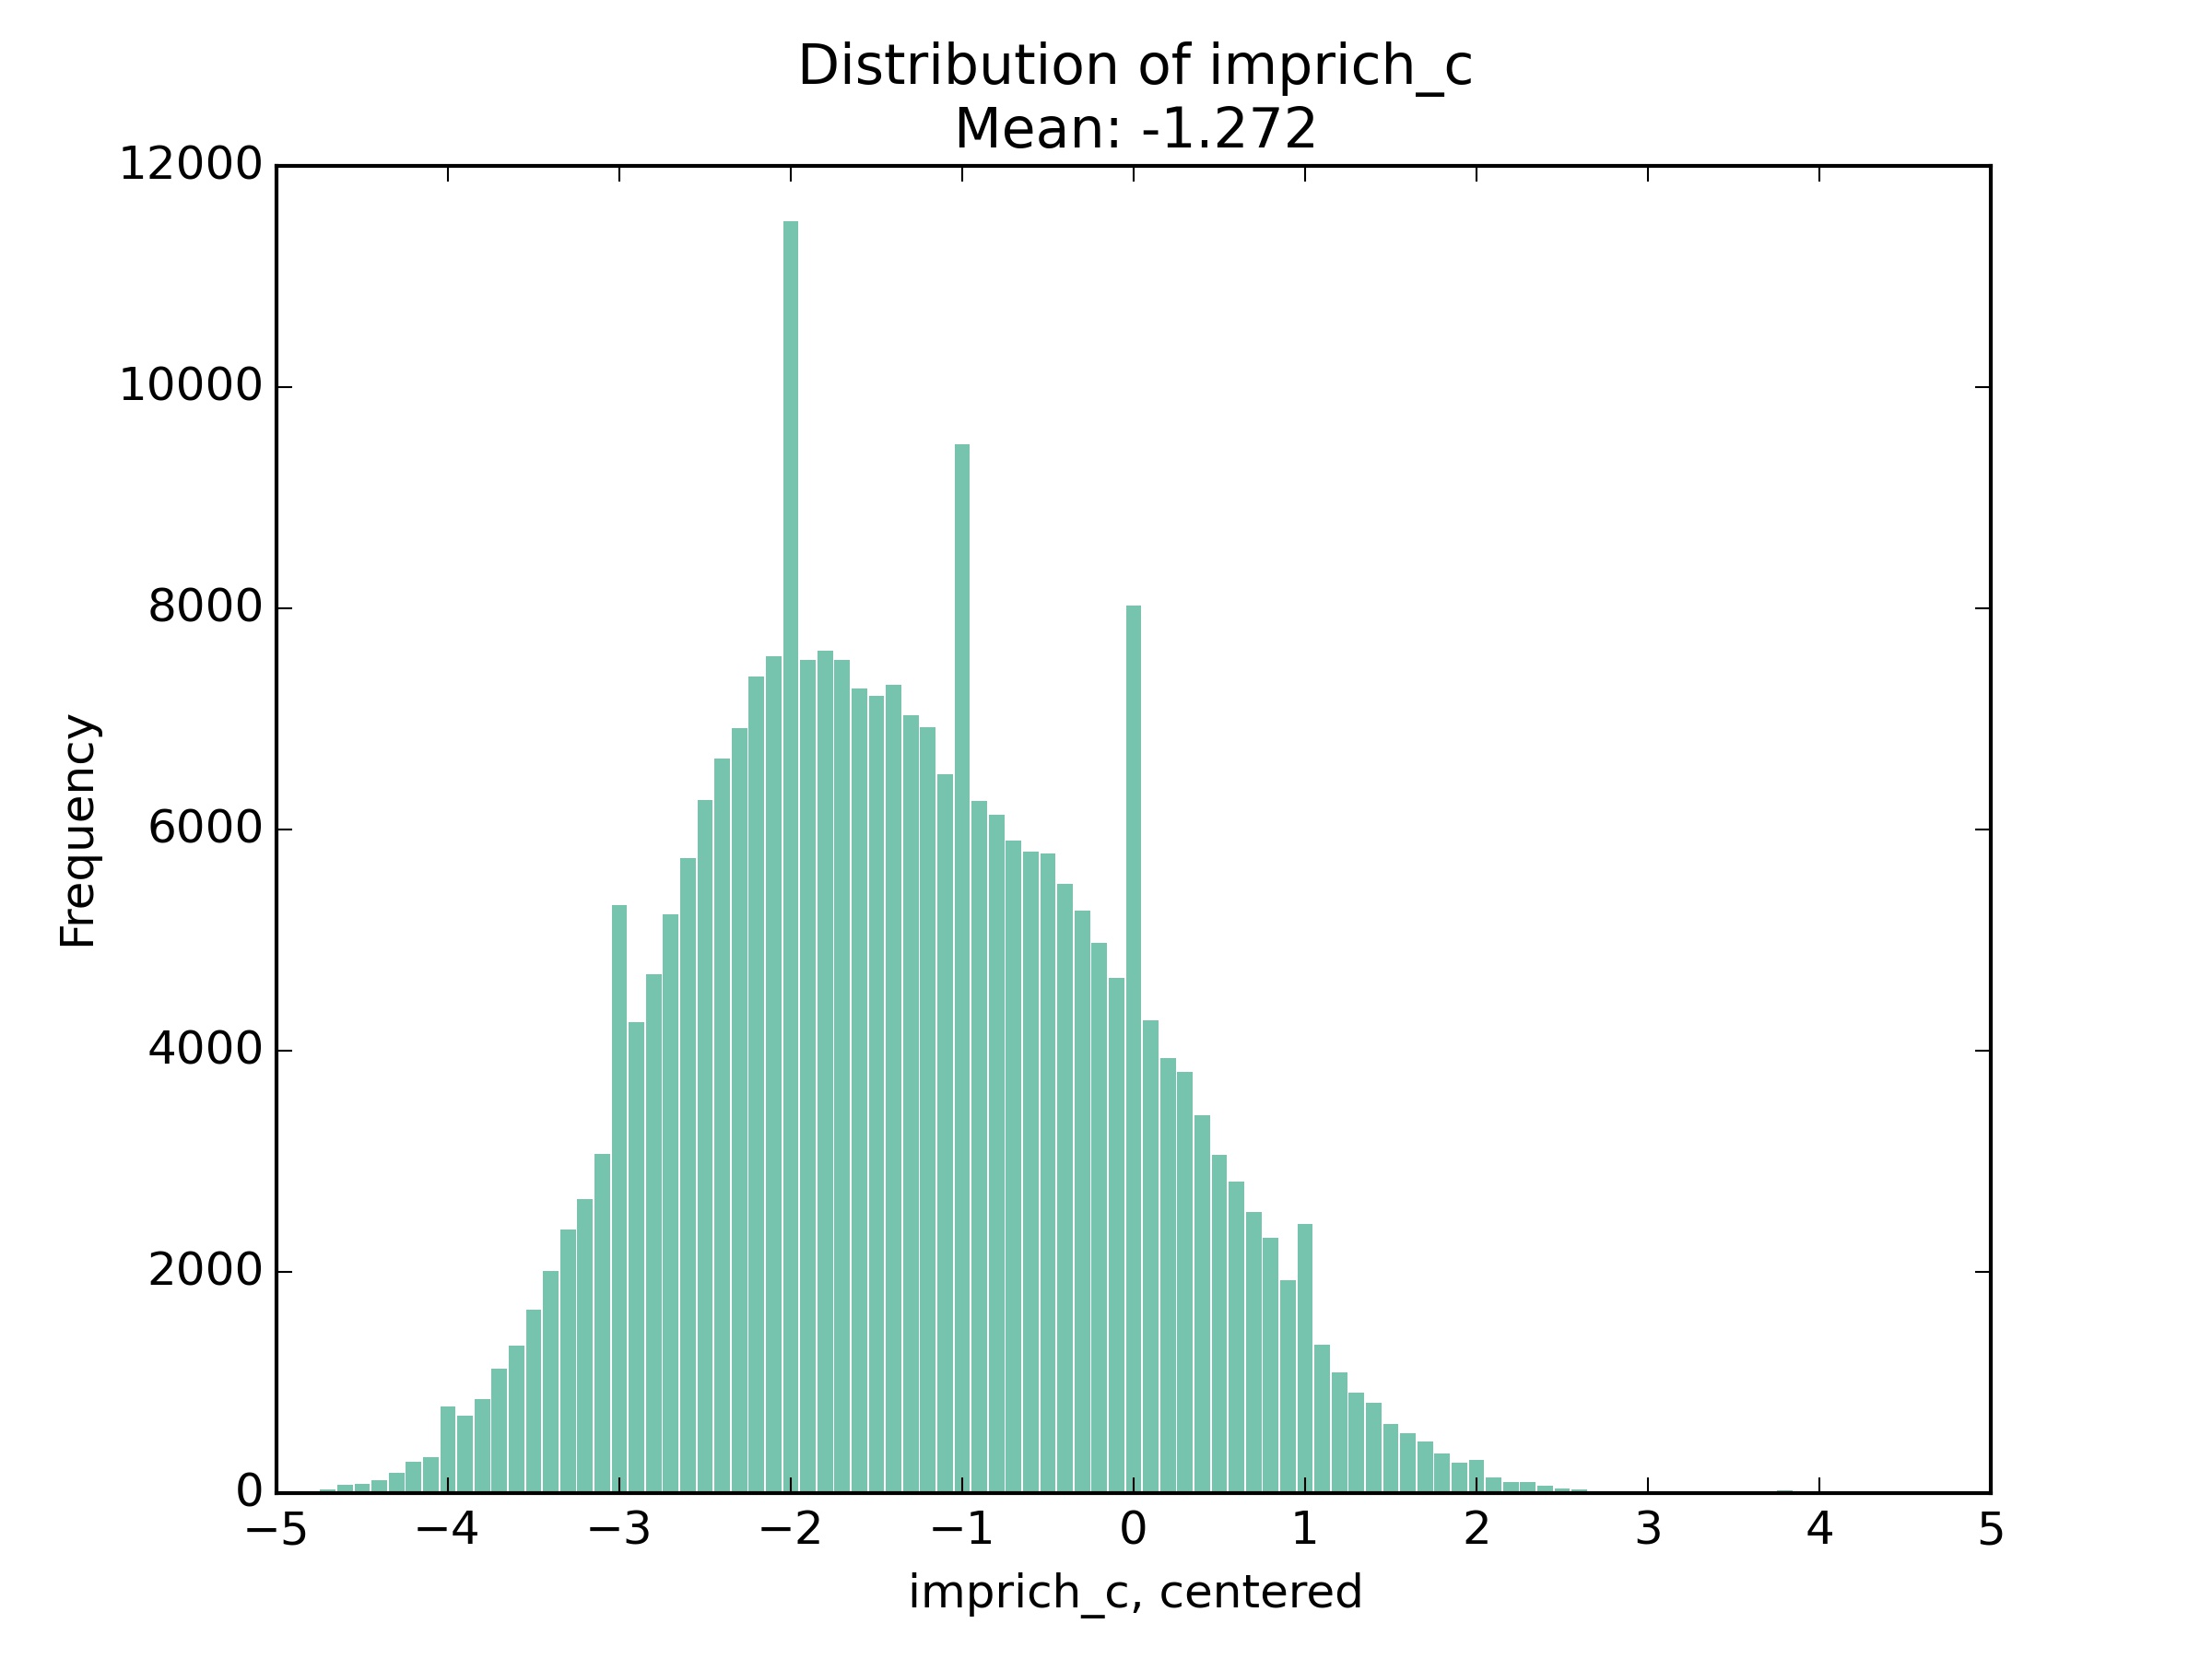 Distribution of imprich_c
Mean: -1.272
12000
10000
8000
6000
4000
2000
0
Frequency
−5 −4 −3 −2 −1 0 1 2 3 4 5
imprich_c, centered